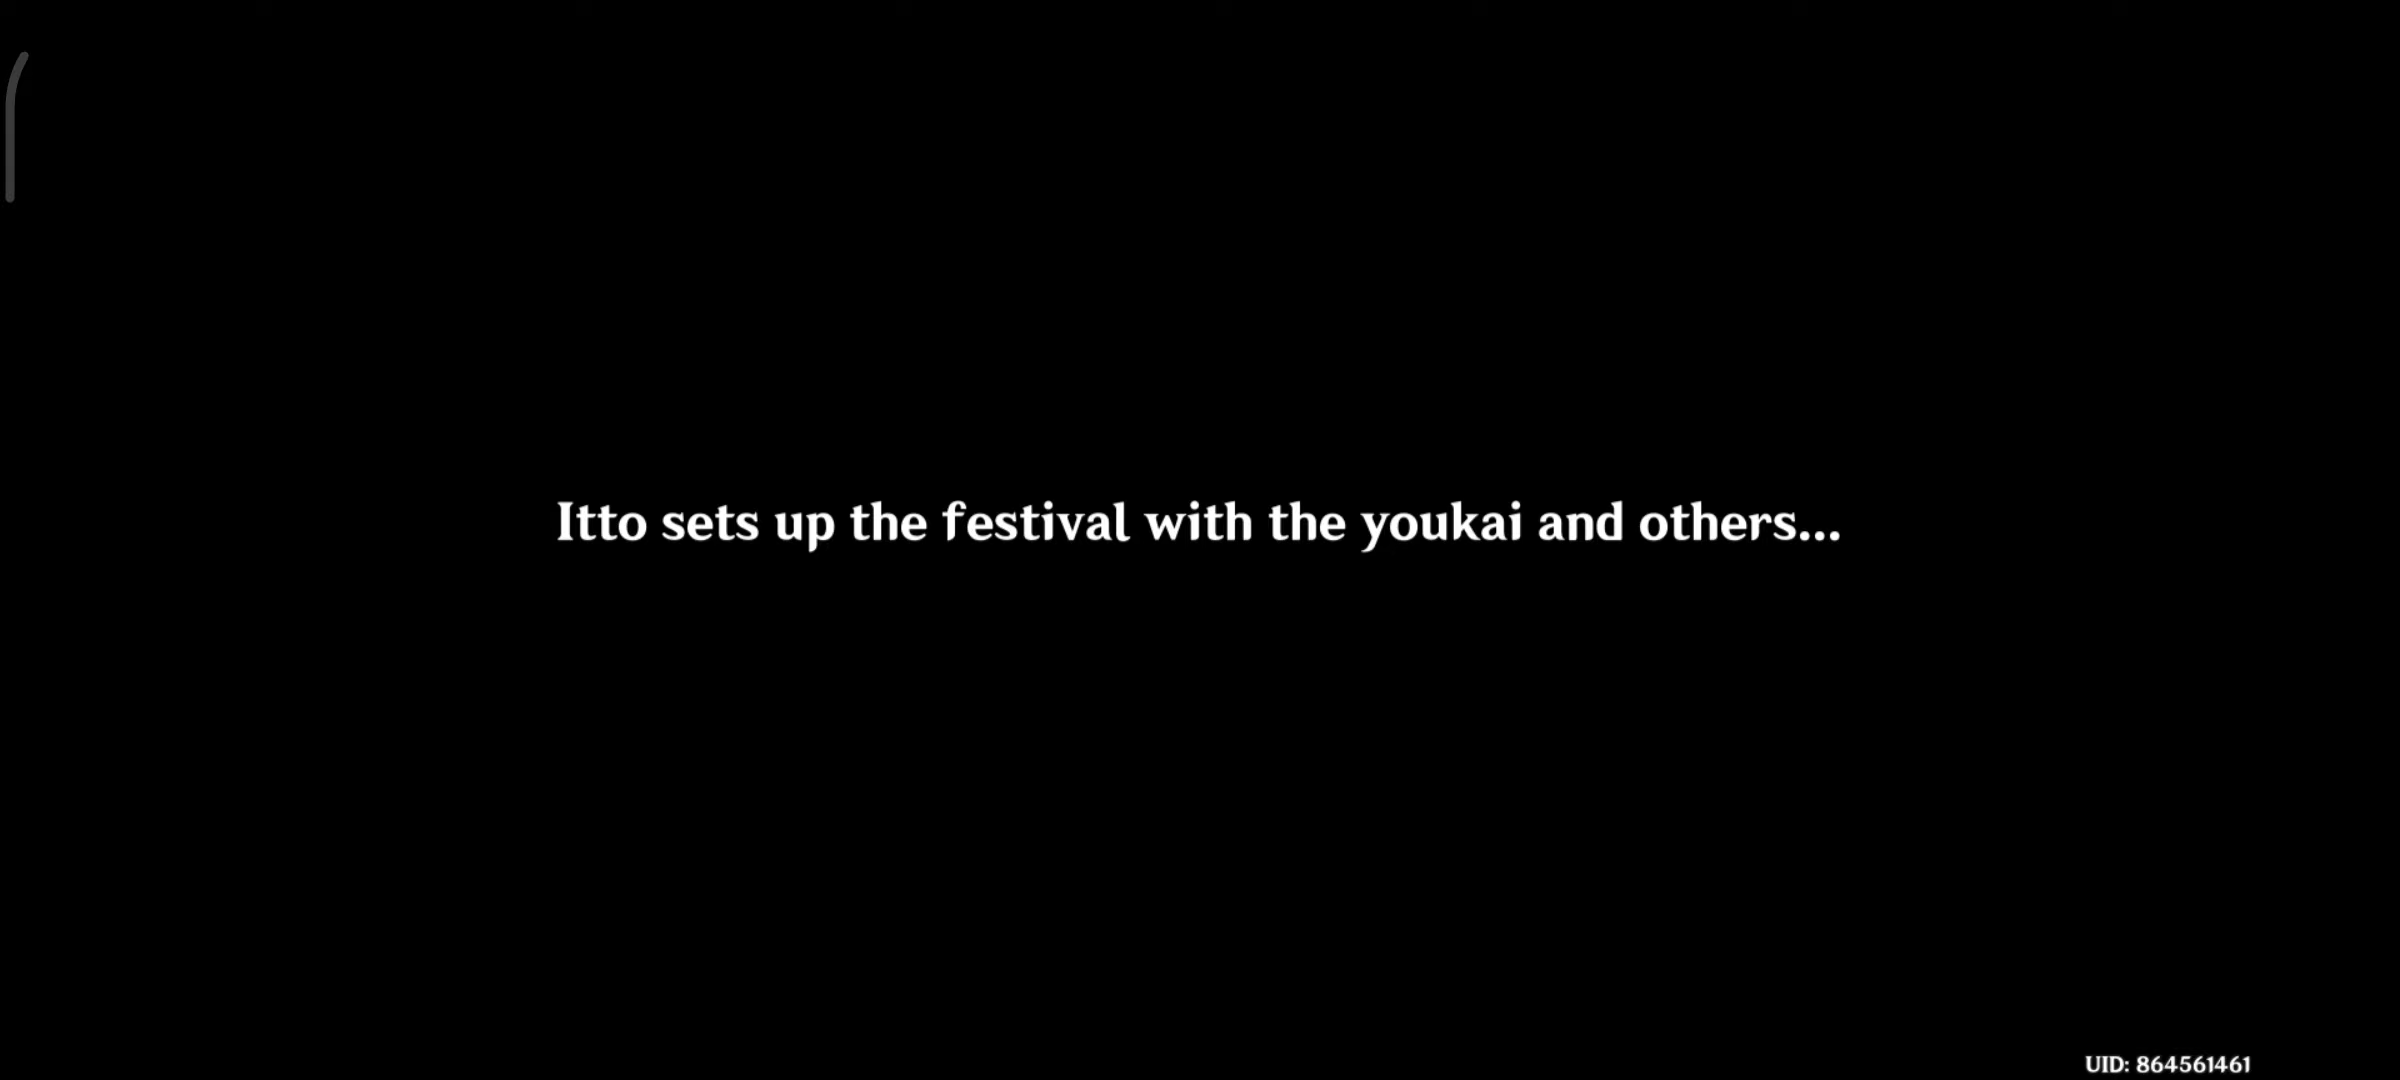 Itto sets up the festival with the youkai and others...
UID: 864561461